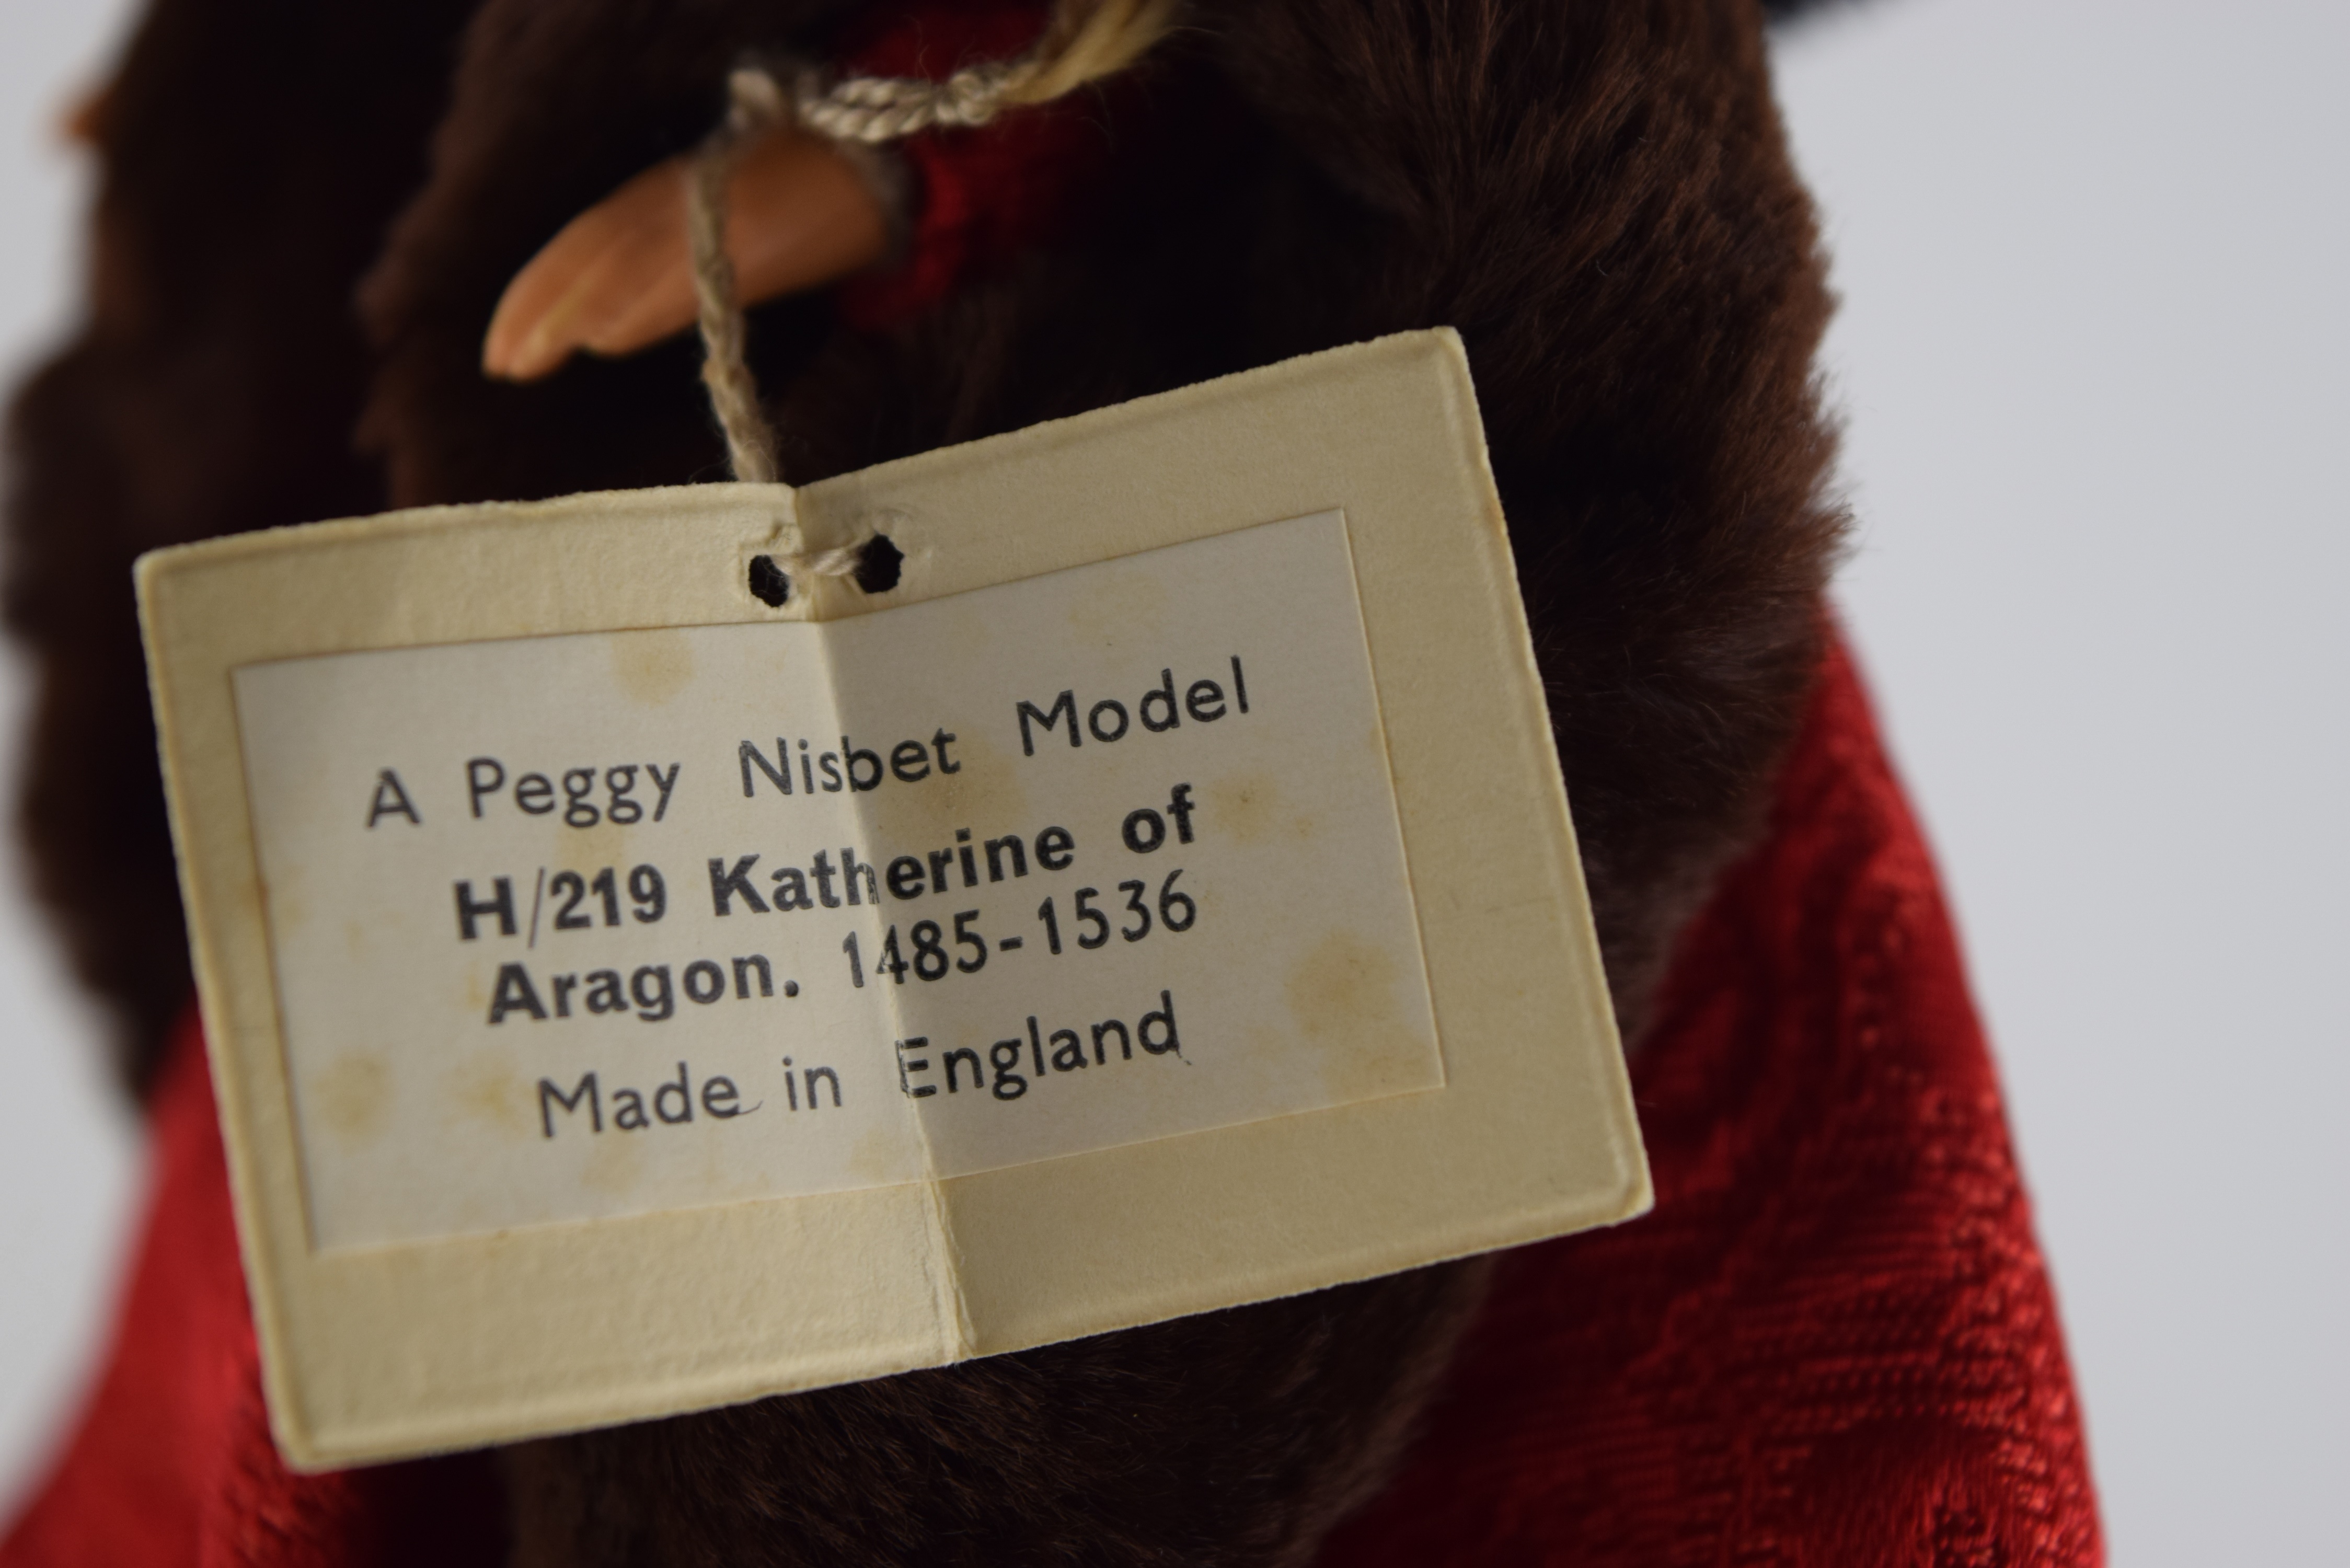 A Peggy Nisbet Model
H/219 Katherine of
Aragon. 1485-1536
Made in England